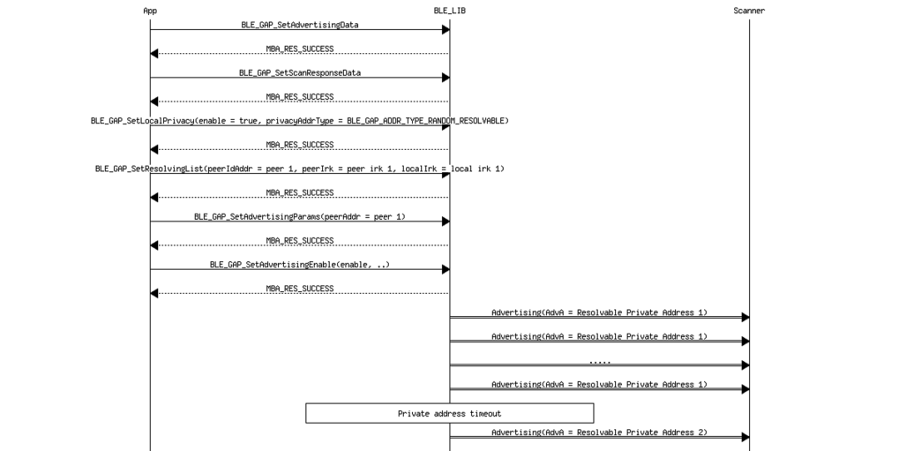 App BLE_LIB Scanner
BLE_GAP_SetAdvertisingData
MBA_RES_SUCCESS
BLE_GAP_SetScanResponseData
MBA_RES_SUCCESS
BLE_GAP_SetLocalPrivacy(enable = true, privacyAddrType = BLE_GAP_ADDR_TYPE_RANDOM_RESOLVABLE)
MBA_RES_SUCCESS
BLE_GAP_SetResolvingList(peerIdAddr = peer 1, peerIrk = peer irk 1, localIrk = local irk 1)
MBA_RES_SUCCESS
BLE_GAP_SetAdvertisingParams(peerAddr = peer 1)
MBA_RES_SUCCESS
BLE_GAP_SetAdvertisingEnable(enable, ..)
MBA_RES_SUCCESS
Advertising(AdvA = Resolvable Private Address 1)
Advertising(AdvA = Resolvable Private Address 1)
.....
Advertising(AdvA = Resolvable Private Address 1)
Private address timeout
Advertising(AdvA = Resolvable Private Address 2)